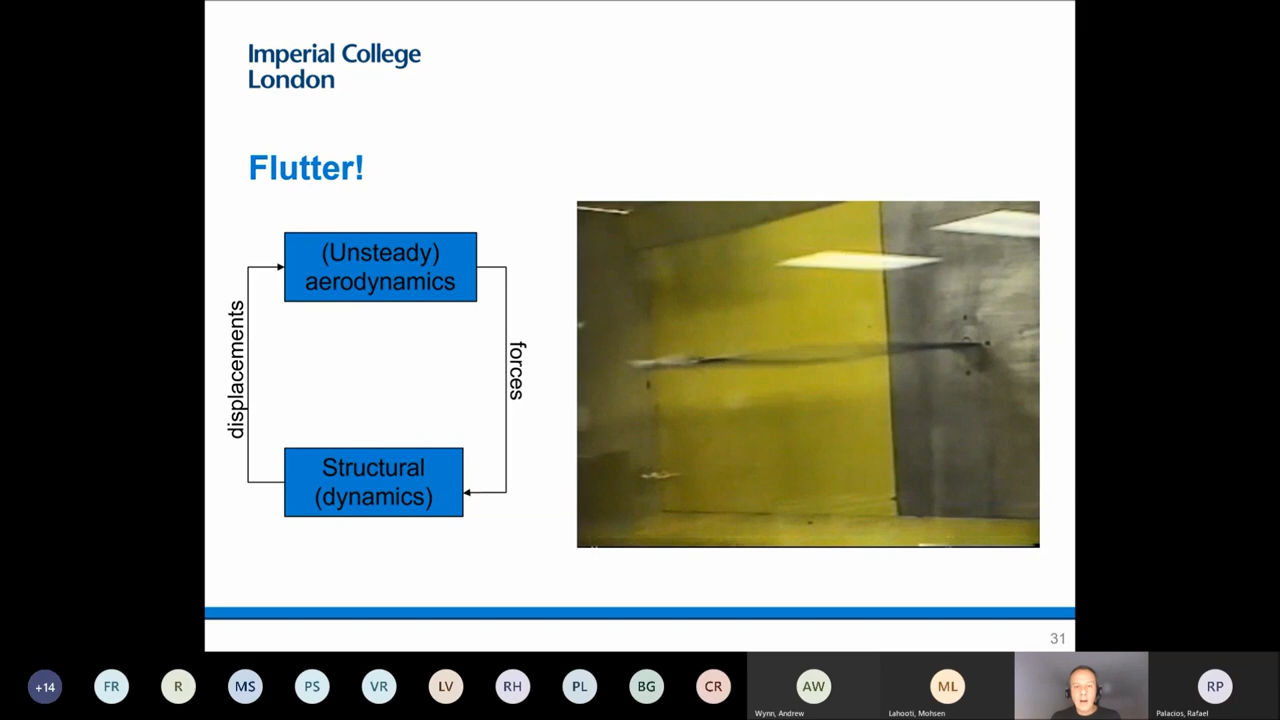 Imperial College
London
Flutter!
(Unsteady)
aerodynamics
displacements
forces
Structural
(dynamics)
31
+14
FR
R
MS
PS
VR
LV
RH
PL
BG
CR
AW
ML
RP
Wynn, Andrew
Lahooti, Mohsen
Palacios, Rafael